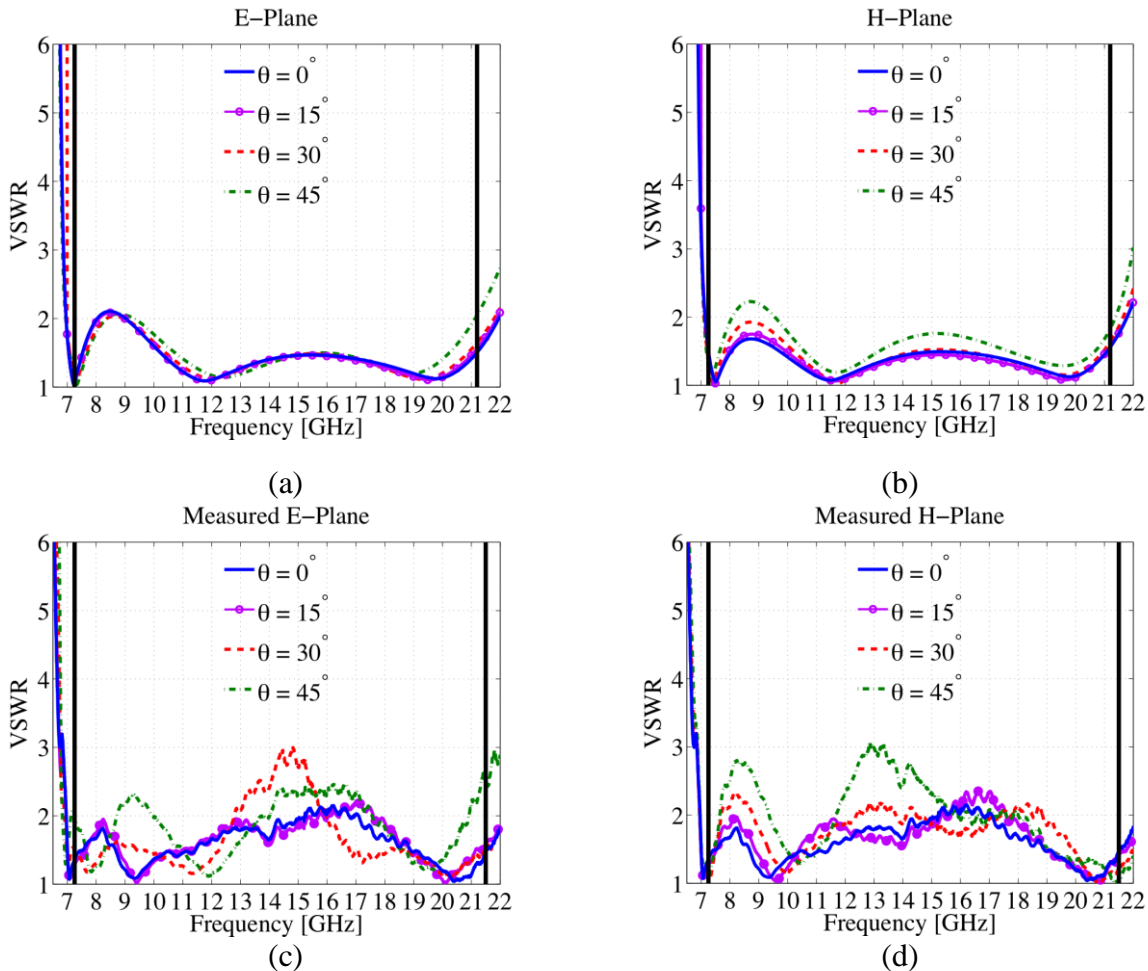 E−Plane
6
5
4
3
2
1
VSWR
θ = 0°
θ = 15°
θ = 30°
θ = 45°
7 8 9 10 11 12 13 14 15 16 17 18 19 20 21 22
Frequency [GHz]
(a)
H−Plane
6
5
4
3
2
1
VSWR
θ = 0°
θ = 15°
θ = 30°
θ = 45°
7 8 9 10 11 12 13 14 15 16 17 18 19 20 21 22
Frequency [GHz]
(b)
Measured E−Plane
6
5
4
3
2
1
VSWR
θ = 0°
θ = 15°
θ = 30°
θ = 45°
7 8 9 10 11 12 13 14 15 16 17 18 19 20 21 22
Frequency [GHz]
(c)
Measured H−Plane
6
5
4
3
2
1
VSWR
θ = 0°
θ = 15°
θ = 30°
θ = 45°
7 8 9 10 11 12 13 14 15 16 17 18 19 20 21 22
Frequency [GHz]
(d)